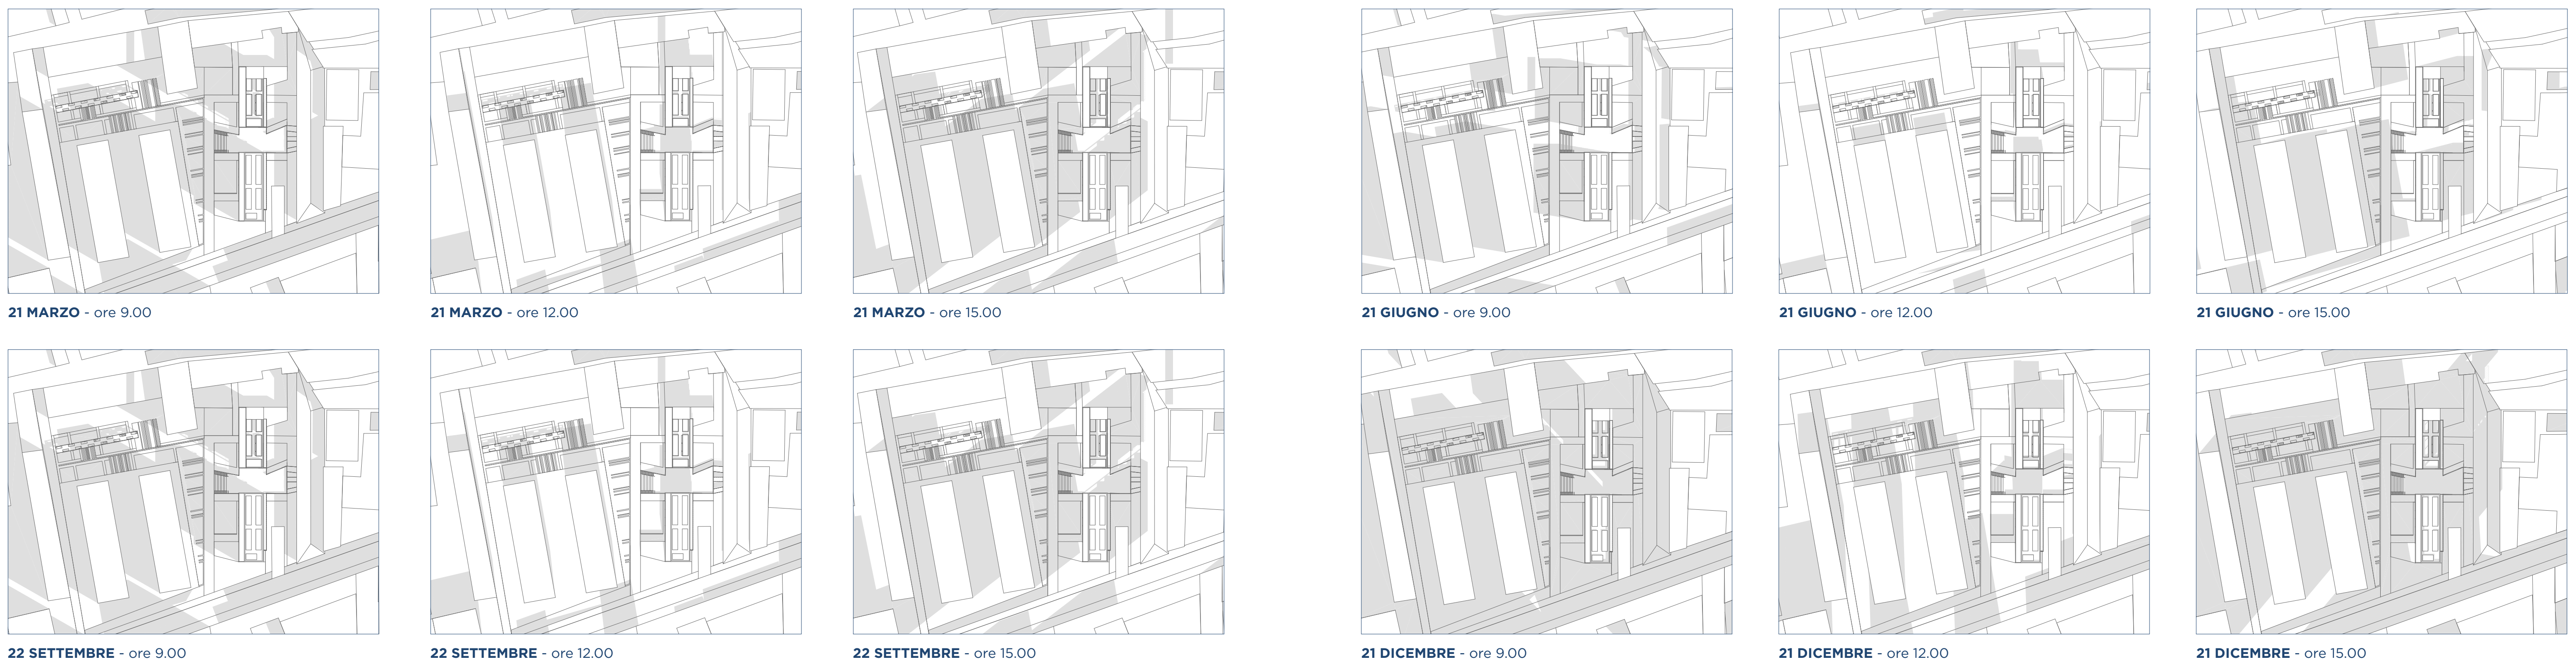 21 MARZO - ore 9.00
21 MARZO - ore 12.00
21 MARZO - ore 15.00
21 GIUGNO - ore 9.00
21 GIUGNO - ore 12.00
21 GIUGNO - ore 15.00
22 SETTEMBRE - ore 9.00
22 SETTEMBRE - ore 12.00
22 SETTEMBRE - ore 15.00
21 DICEMBRE - ore 9.00
21 DICEMBRE - ore 12.00
21 DICEMBRE - ore 15.00